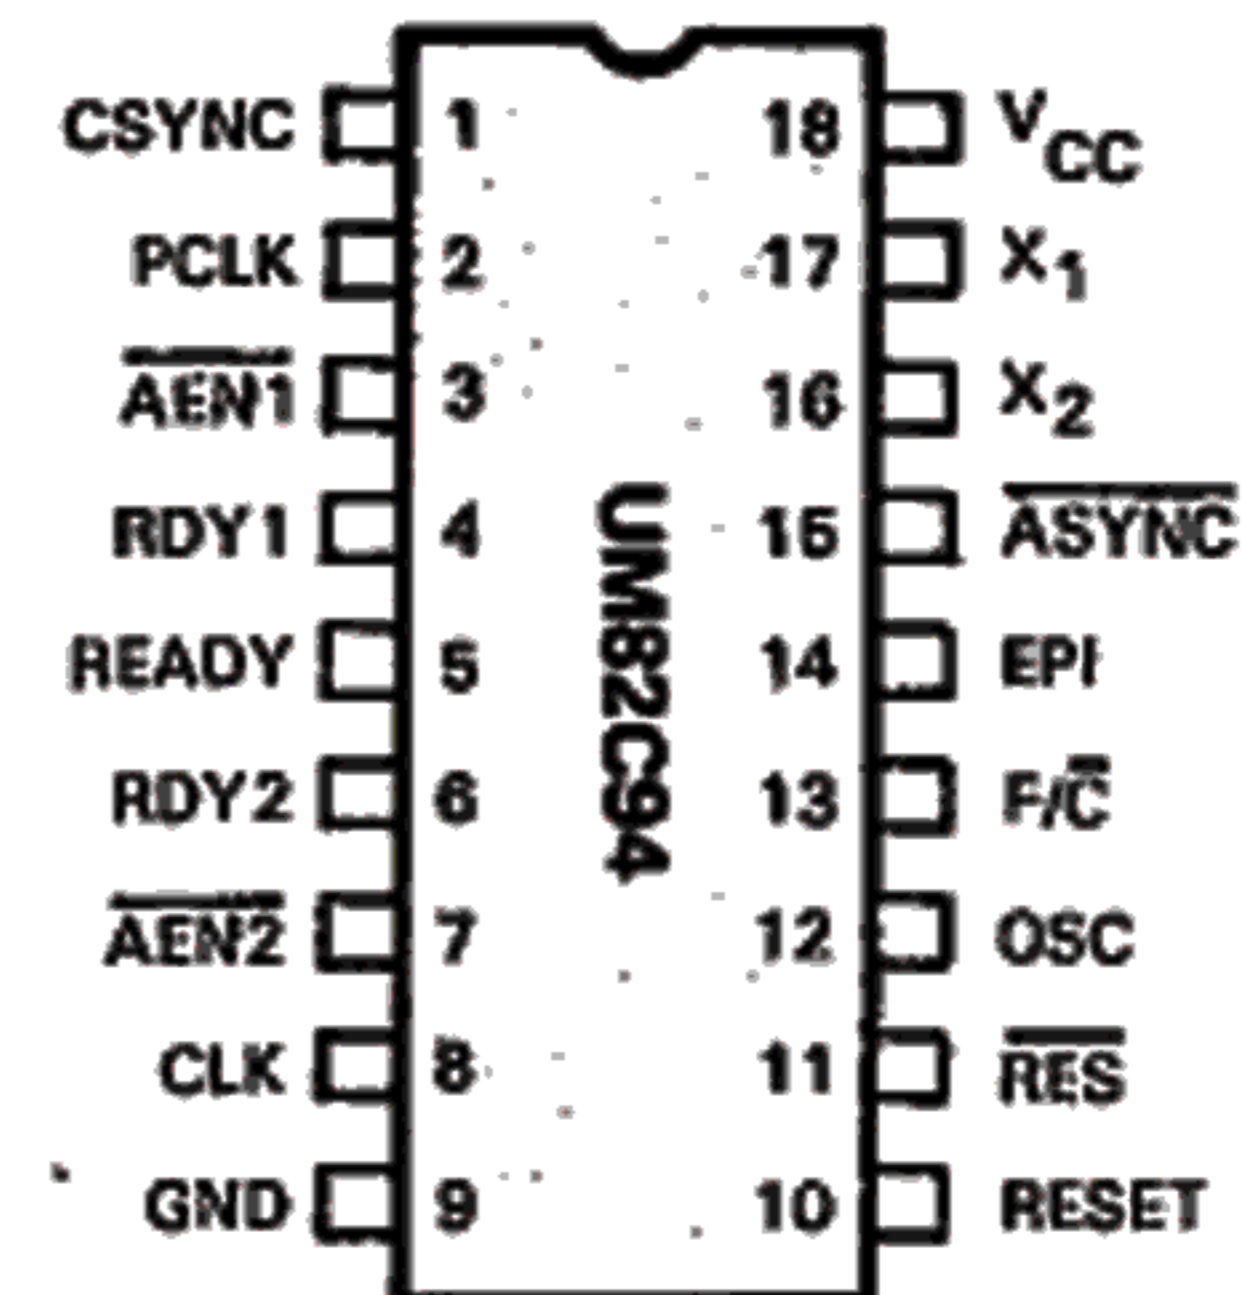 CSYNC 1 18 VCC
PCLK 2 17 X1
AEN1 3 16 X2
RDY1 4 15 ASYNC
READY 5 14 EPI
RDY2 6 13 F/C
AEN2 7 12 OSC
CLK 8 11 RES
GND 9 10 RESET
UM82C94